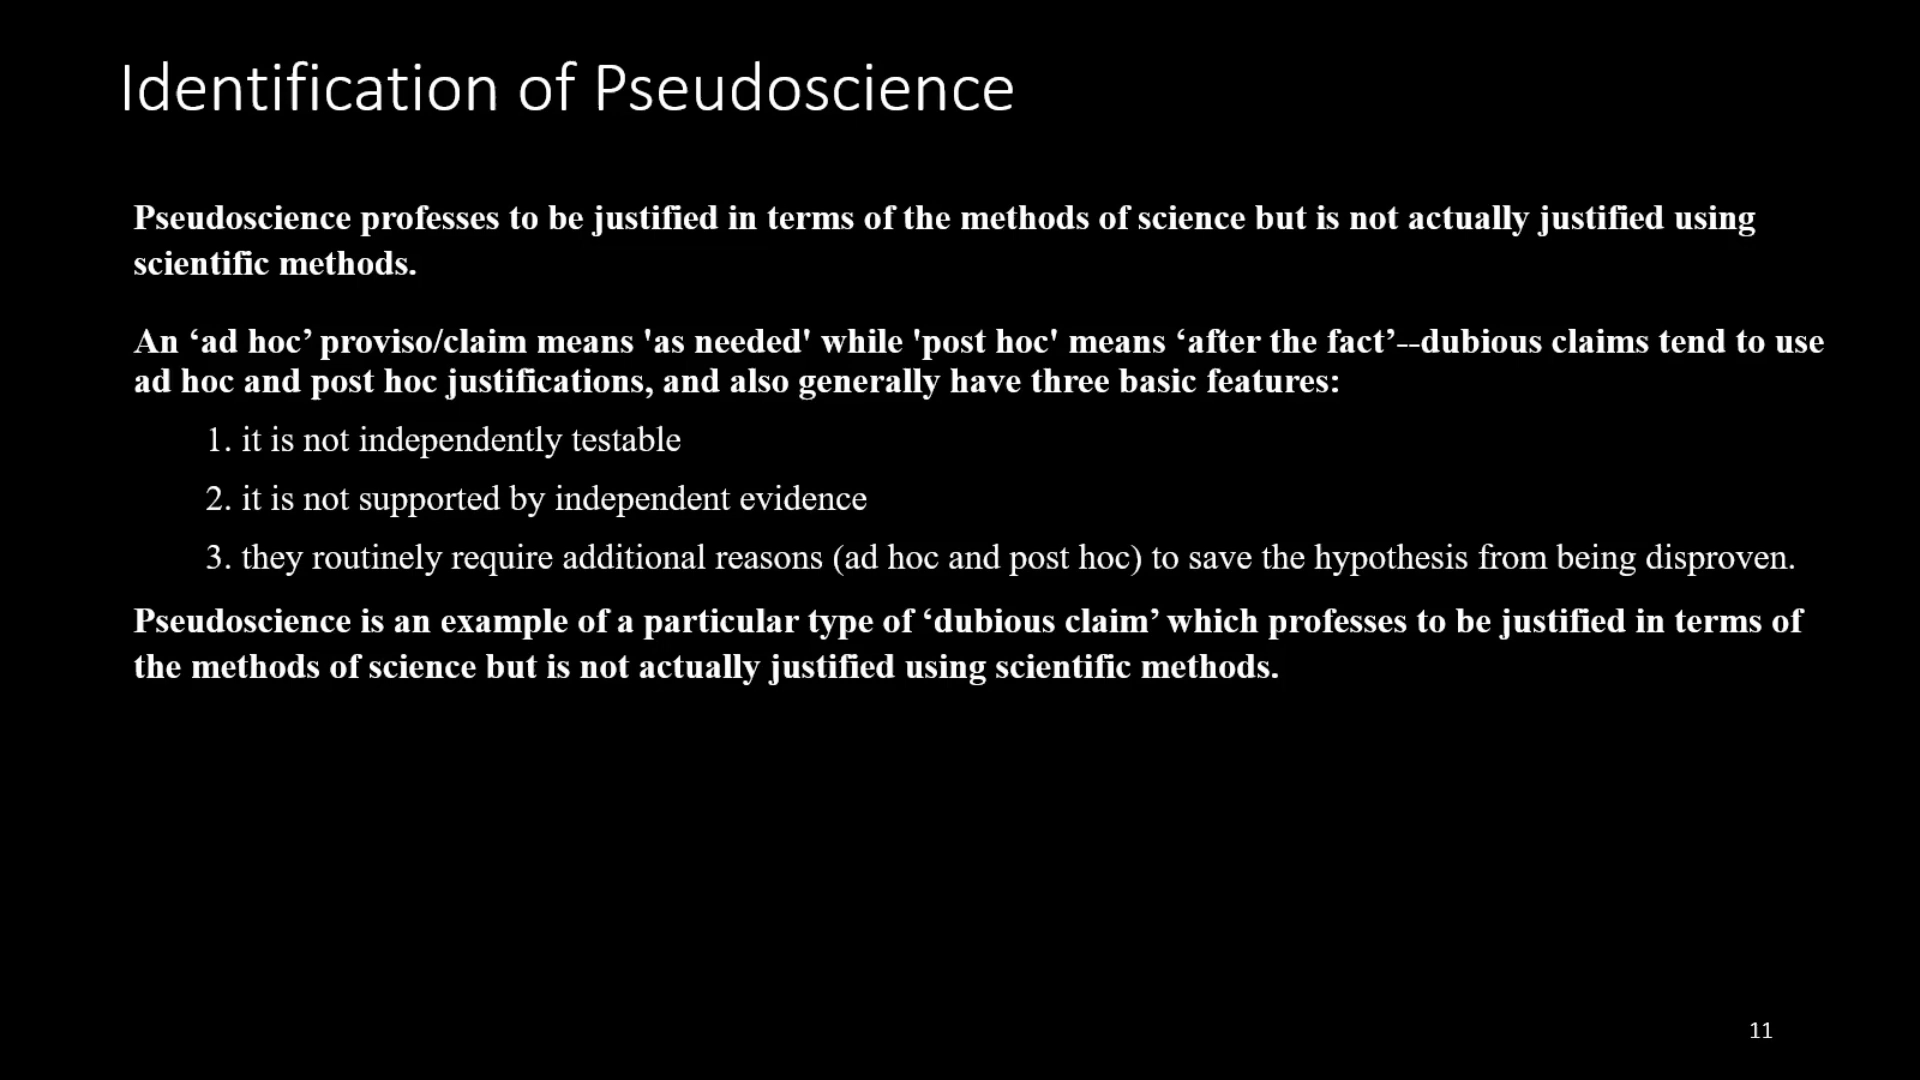 Identification of Pseudoscience
Pseudoscience professes to be justified in terms of the methods of science but is not actually justified using
scientific methods.
An ‘ad hoc’ proviso/claim means 'as needed' while 'post hoc' means ‘after the fact’--dubious claims tend to use
ad hoc and post hoc justifications, and also generally have three basic features:
1. it is not independently testable
2. it is not supported by independent evidence
3. they routinely require additional reasons (ad hoc and post hoc) to save the hypothesis from being disproven.
Pseudoscience is an example of a particular type of ‘dubious claim’ which professes to be justified in terms of
the methods of science but is not actually justified using scientific methods.
11